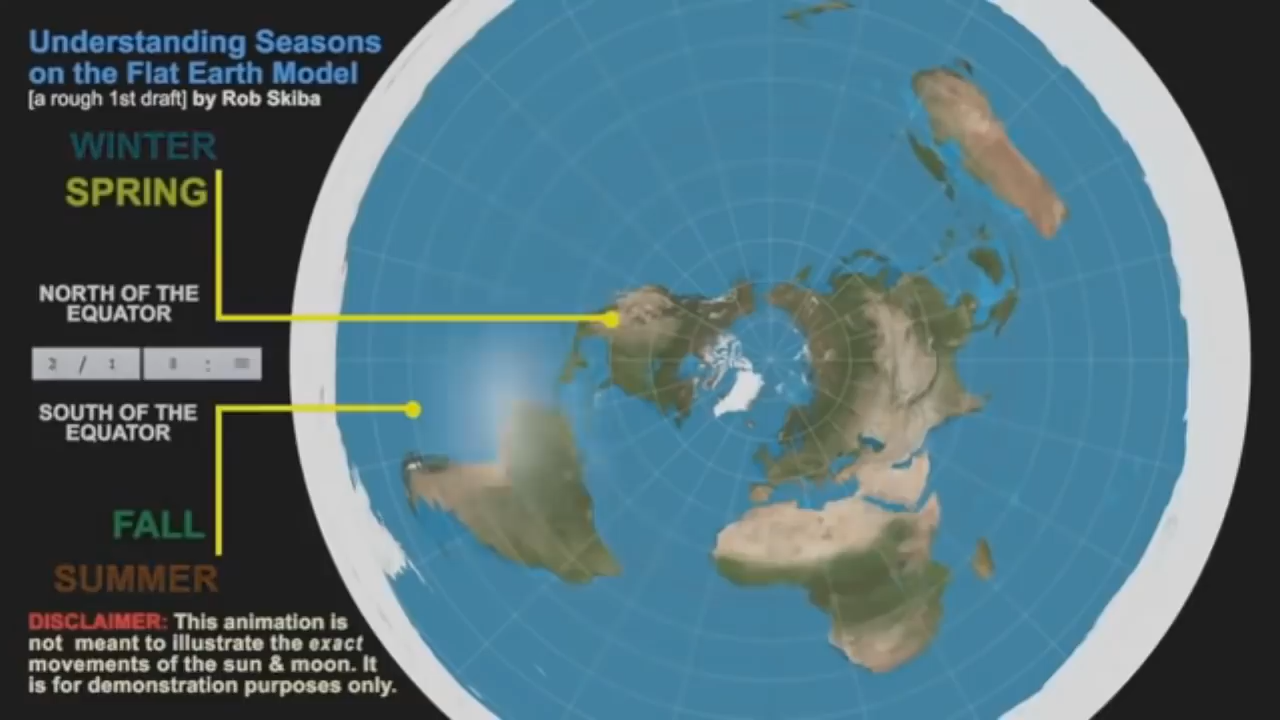 Understanding Seasons
on the Flat Earth Model
[a rough 1st draft] by Rob Skiba
WINTER
SPRING
NORTH OF THE
EQUATOR
SOUTH OF THE
EQUATOR
FALL
SUMMER
DISCLAIMER: This animation is
not meant to illustrate the exact
movements of the sun & moon. It
is for demonstration purposes only.